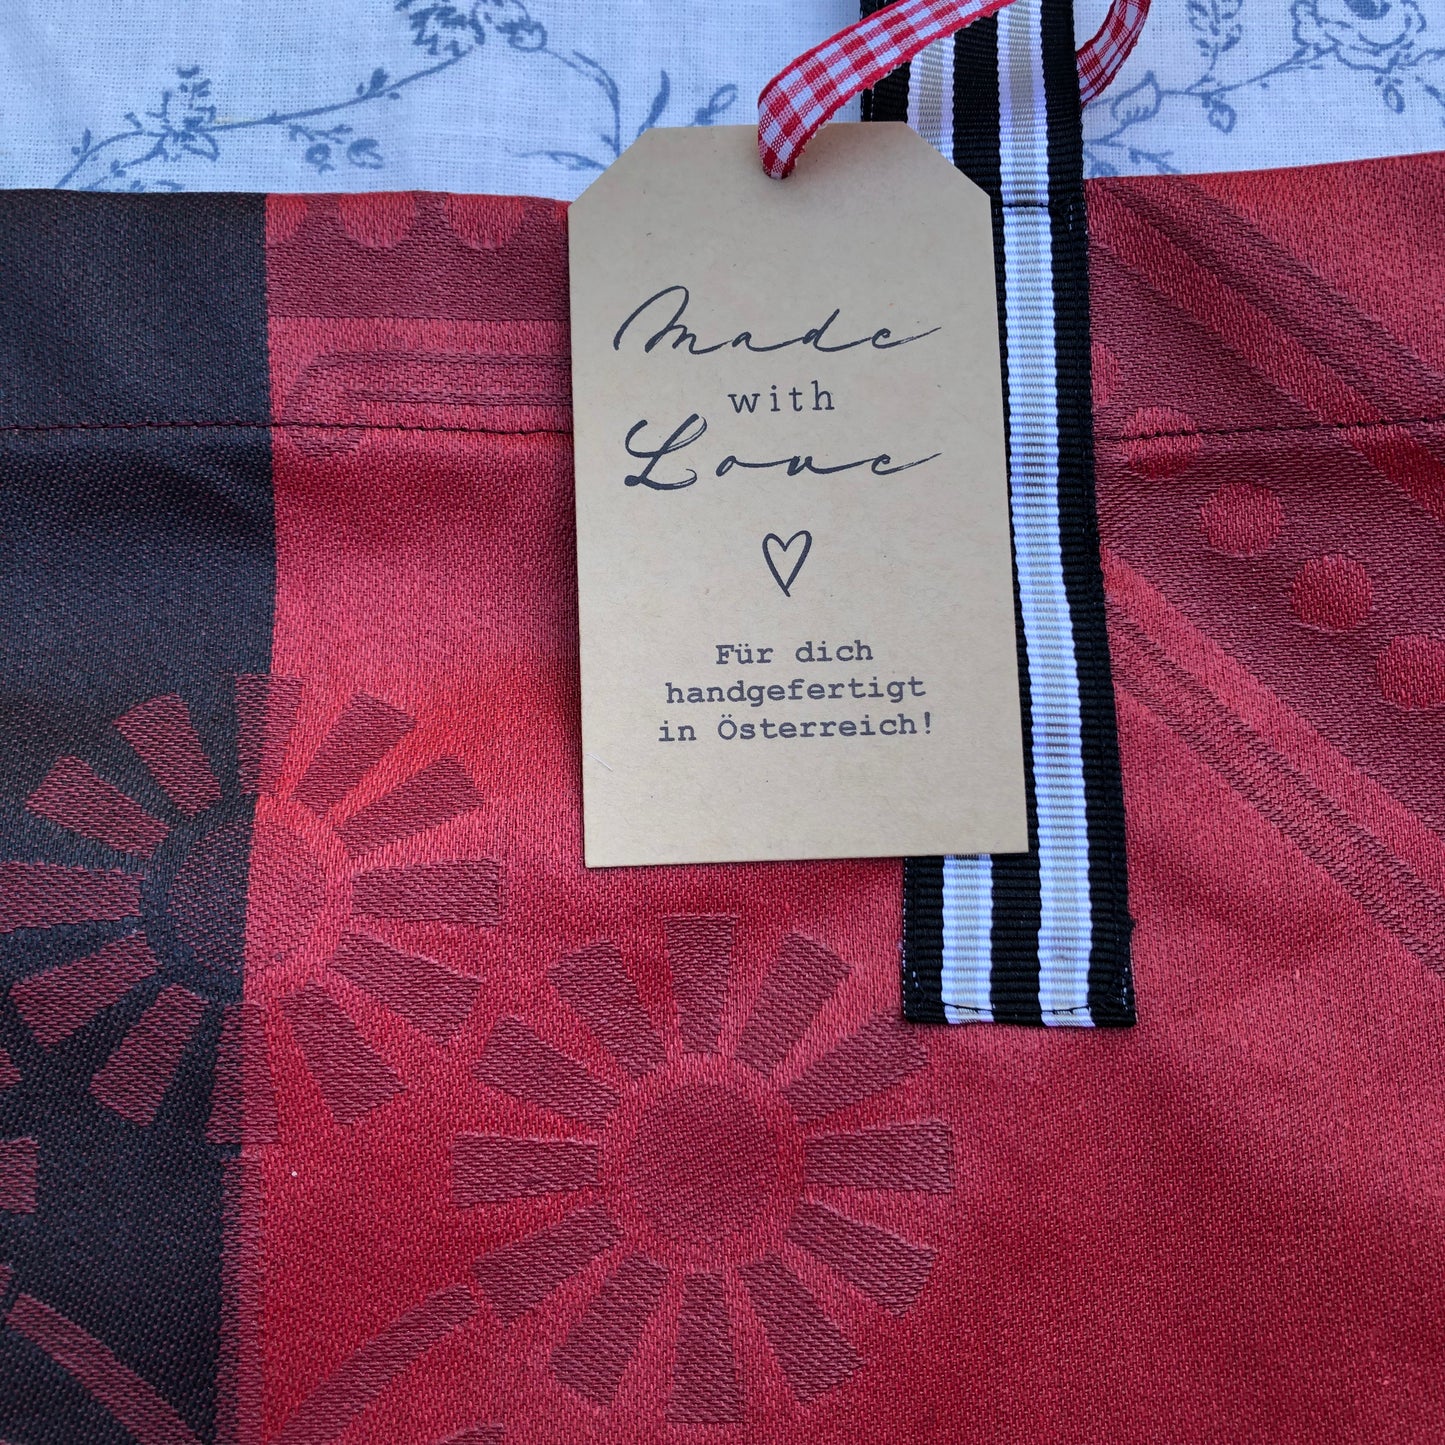 Made
with
Love
Für dich
handgefertigt
in Österreich!